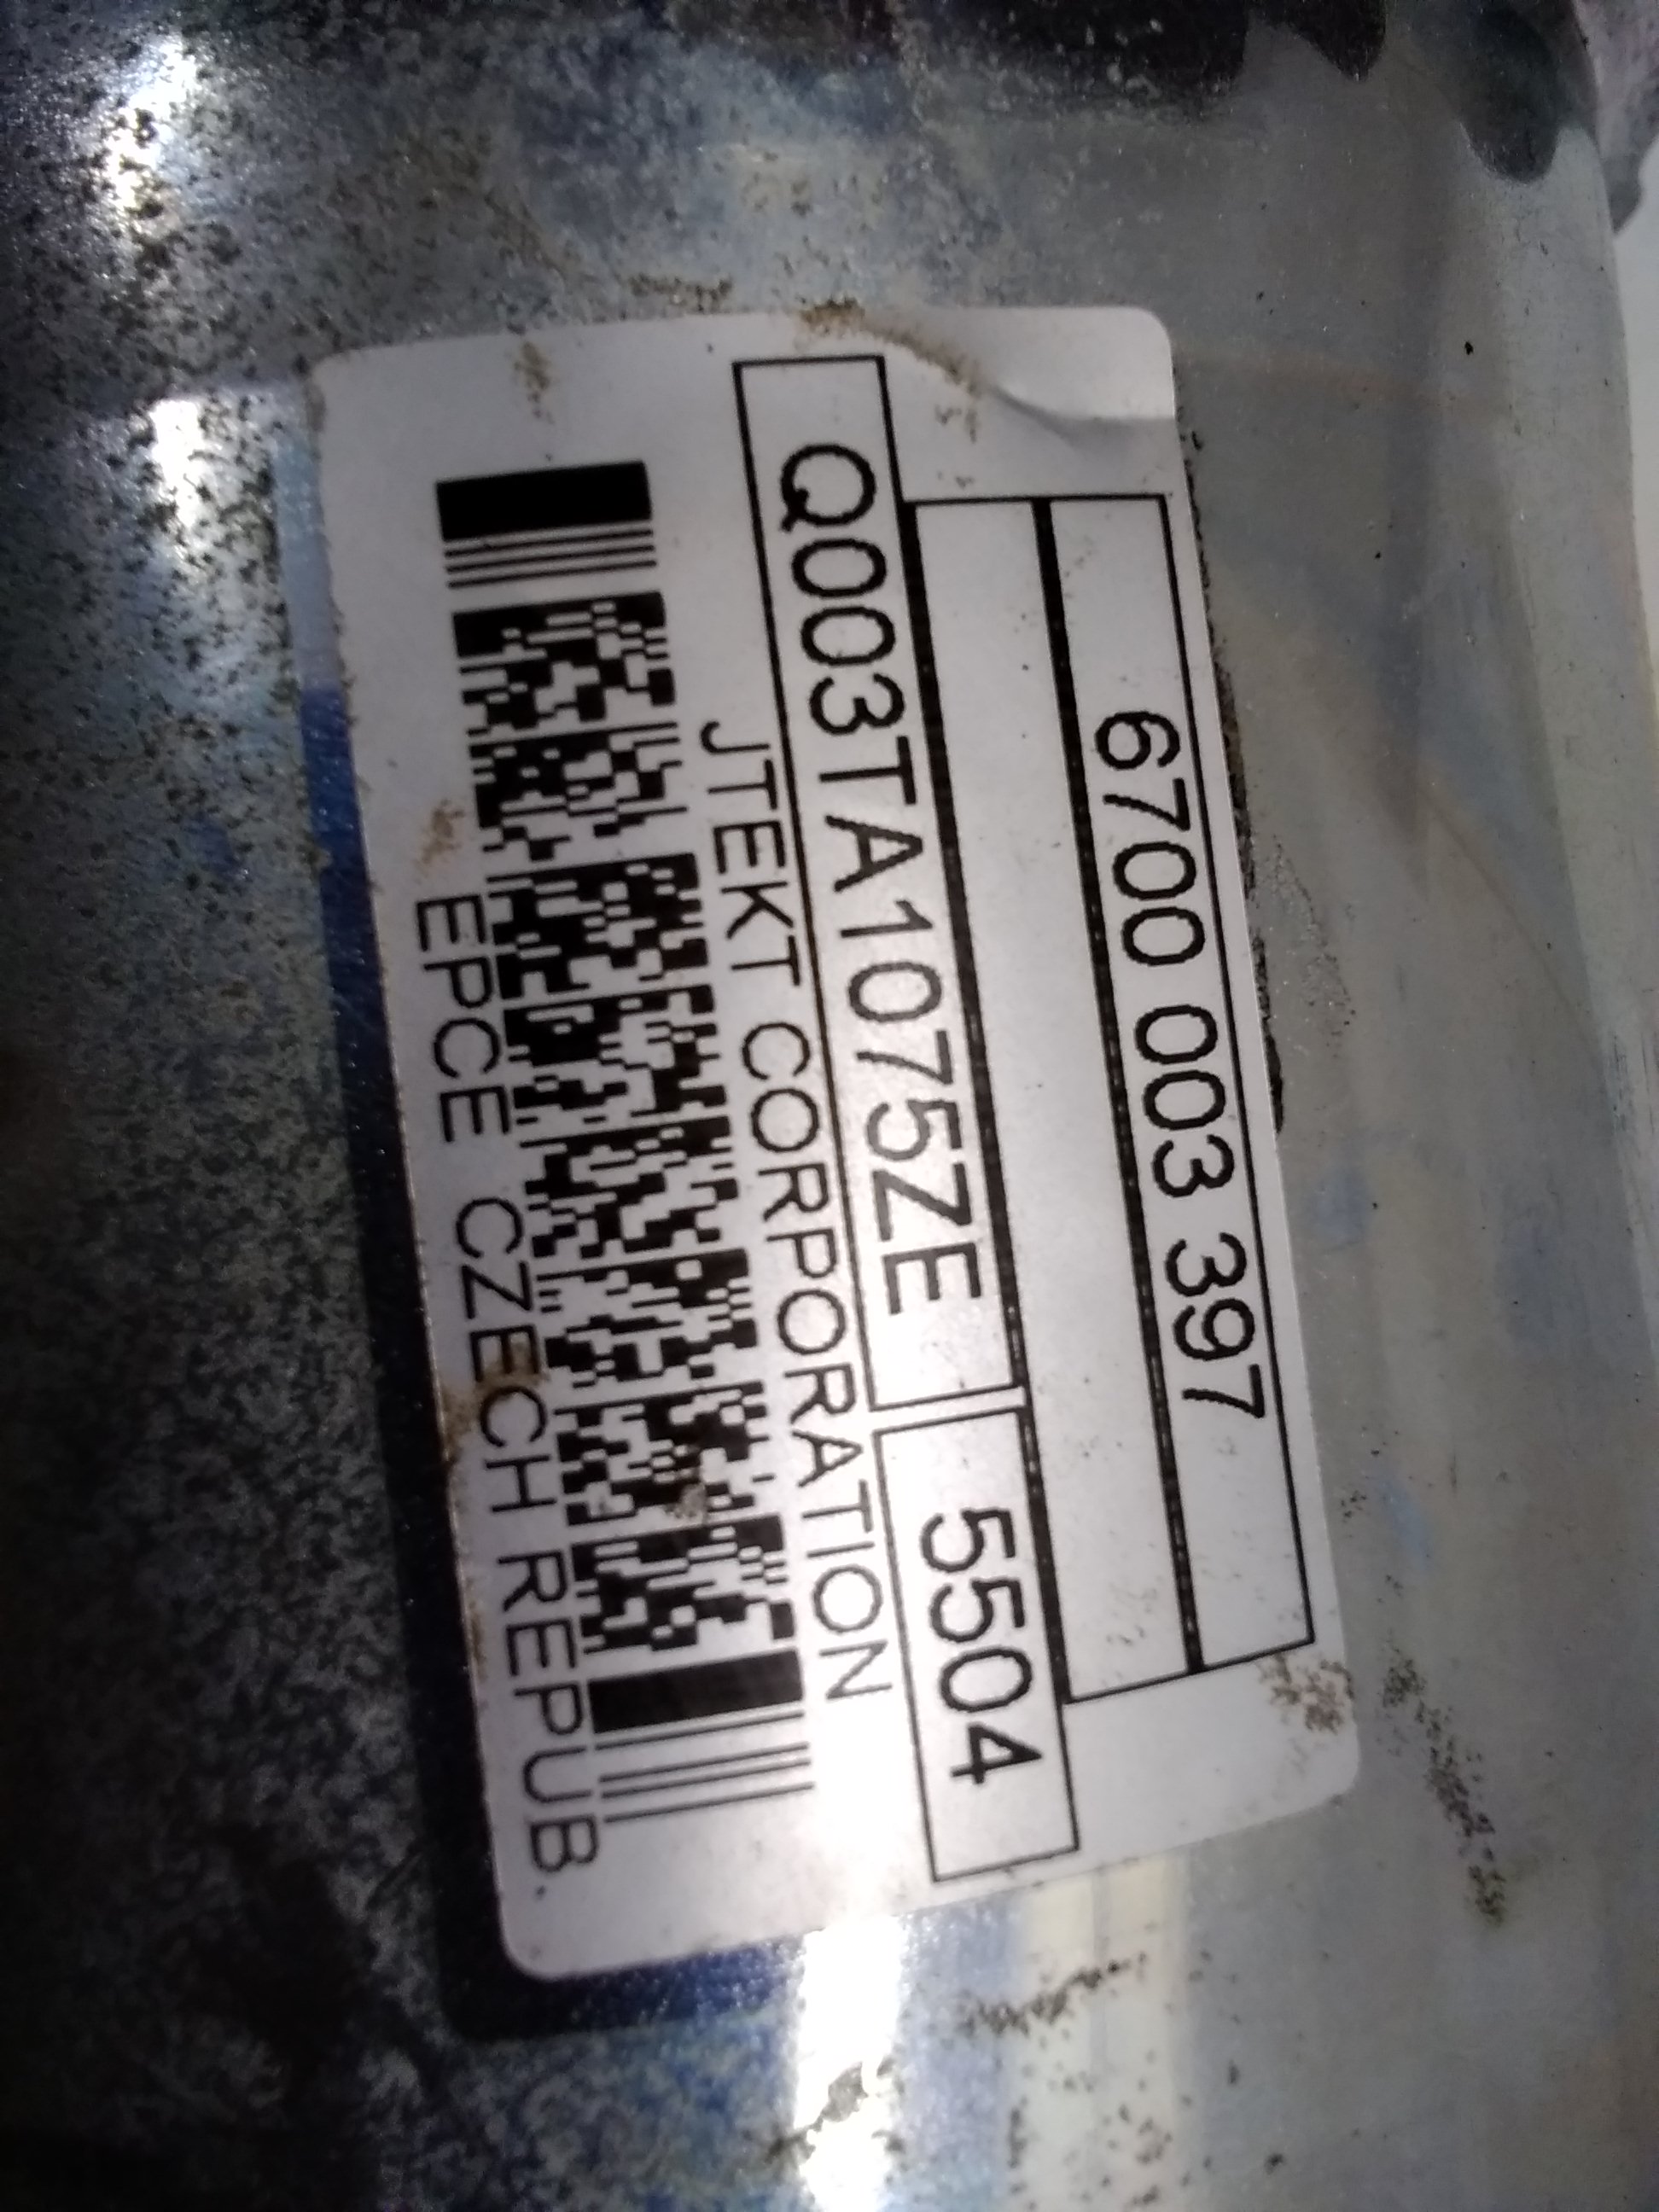 6700 003 397
Q003TA1075ZE 5504
JTEKT CORPORATION
EPCE CZECH REPUB